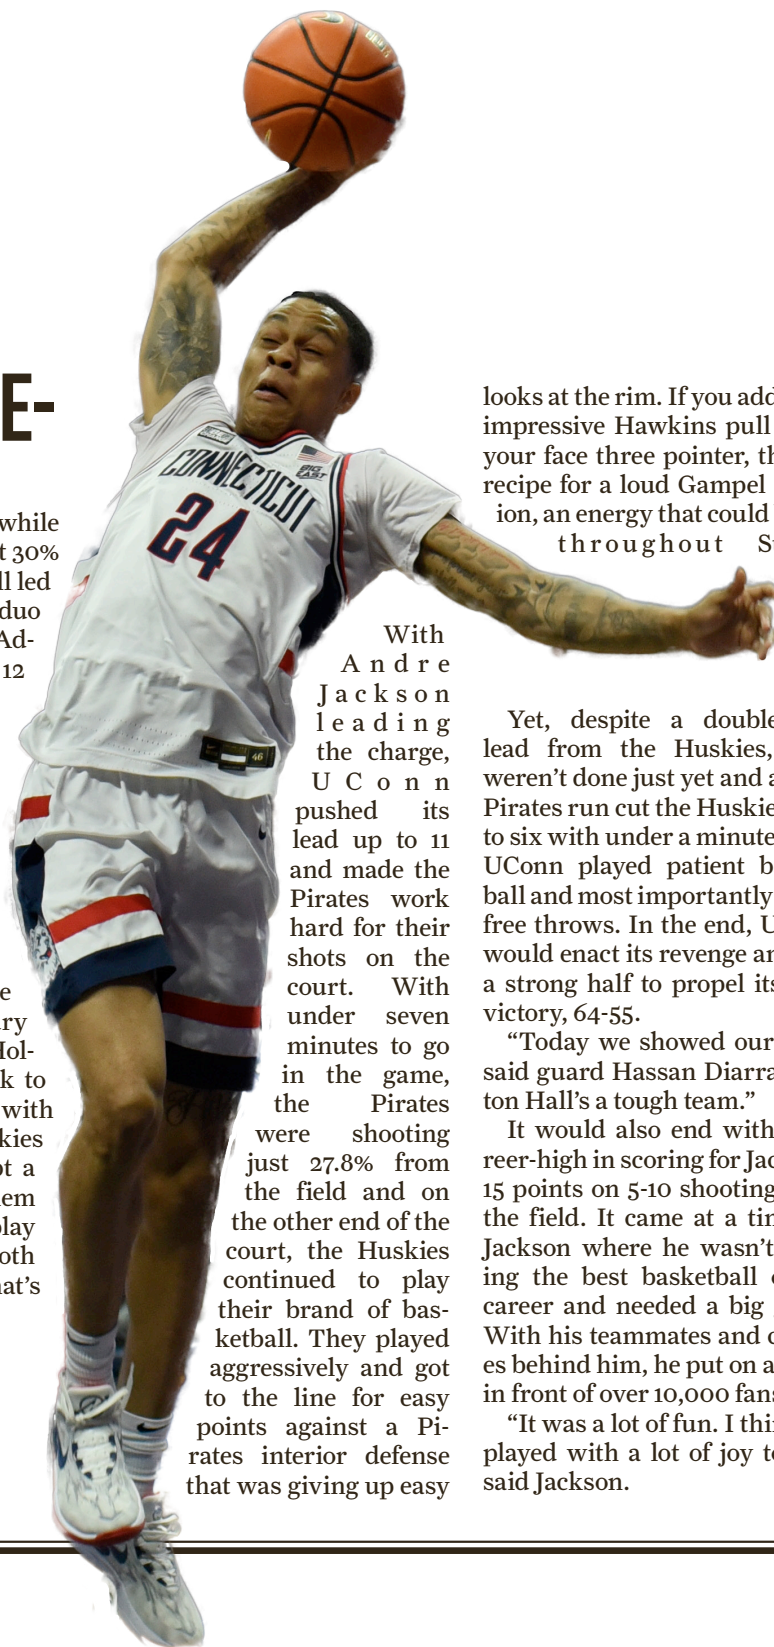 E-
while
t 30%
ll led
duo
Ad-
12
e
ry
Hol-
k to
with
kies
ot a
em
play
oth
at's
CONNECTICUT
24
BIG
EAST
46
With
Andre
Jackson
leading
the charge,
UConn
pushed its
lead up to 11
and made the
Pirates work
hard for their
shots on the
court. With
under seven
minutes to go
in the game,
the Pirates
were shooting
just 27.8% from
the field and on
the other end of the
court, the Huskies
continued to play
their brand of bas-
ketball. They played
aggressively and got
to the line for easy
points against a Pi-
rates interior defense
that was giving up easy
looks at the rim. If you add
impressive Hawkins pull
your face three pointer, th
recipe for a loud Gampel
ion, an energy that could
throughout S
Yet, despite a double
lead from the Huskies,
weren't done just yet and a
Pirates run cut the Huskie
to six with under a minute
UConn played patient b
ball and most importantly
free throws. In the end, U
would enact its revenge an
a strong half to propel its
victory, 64-55.
“Today we showed our
said guard Hassan Diarra
ton Hall's a tough team.”
It would also end with
reer-high in scoring for Jac
15 points on 5-10 shooting
the field. It came at a tim
Jackson where he wasn't
ing the best basketball
career and needed a big
With his teammates and c
es behind him, he put on a
in front of over 10,000 fans
“It was a lot of fun. I thi
played with a lot of joy to
said Jackson.